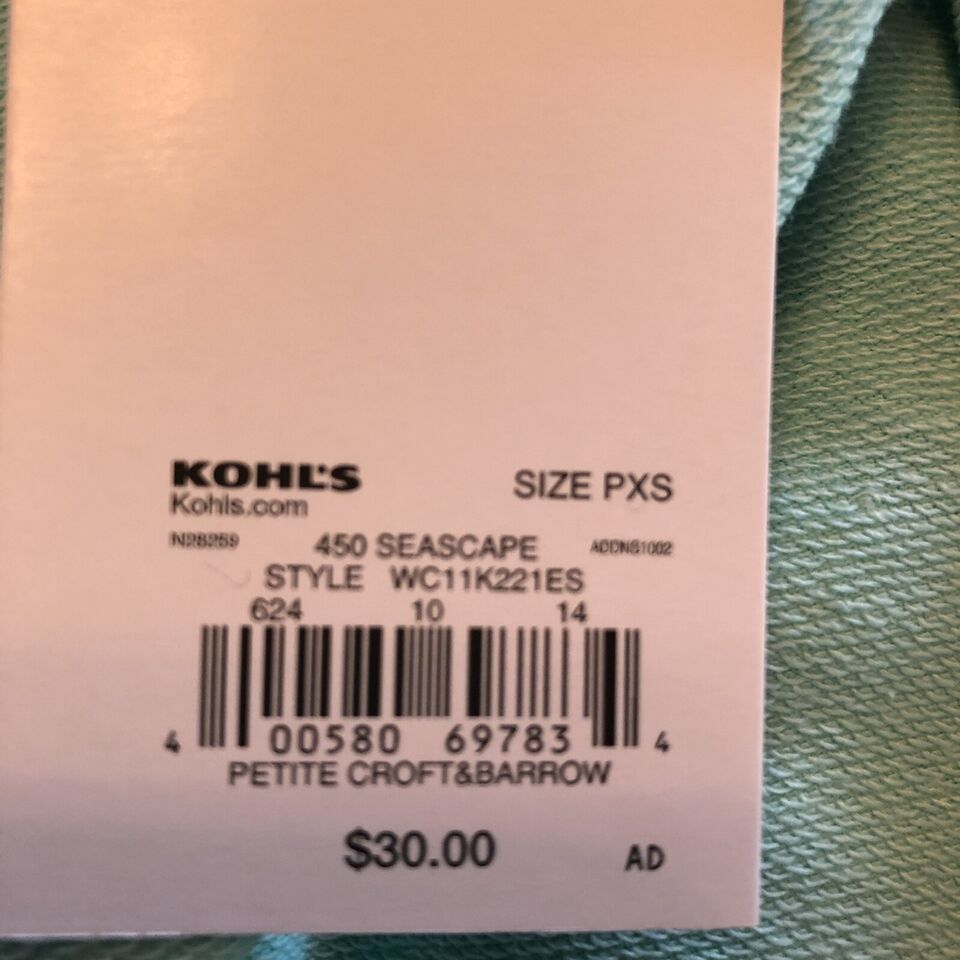 KOHL'S
SIZE PXS
Kohls.com
N28259 450 SEASCAPE ADDNS1002
STYLE WC11K221ES
624 10 14
4 00580 69783 4
PETITE CROFT&BARROW
$30.00 AD